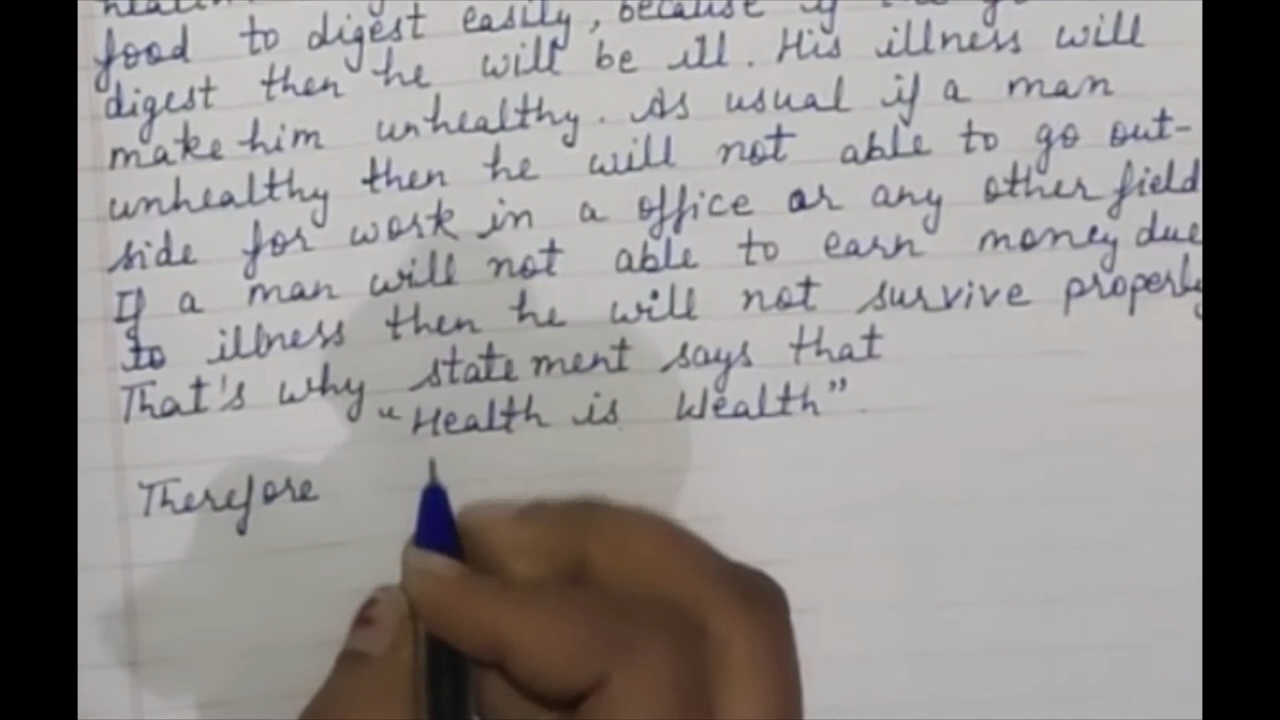 food to digest easily, because if
digest then he will be ill. His illness will
make him unhealthy. As usual if a man
unhealthy then he will not able to go out-
side for work in a office or any other field
If a man will not able to earn money due
to illness then he will not survive properly
That's why statement says that
"Health is Wealth".
Therefore